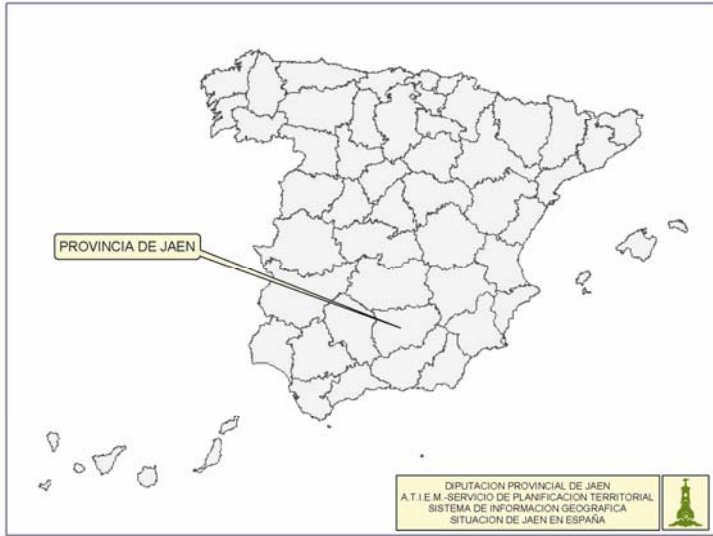 PROVINCIA DE JAEN
DIPUTACION PROVINCIAL DE JAEN
A.T.I.E.M.-SERVICIO DE PLANIFICACION TERRITORIAL
SISTEMA DE INFORMACION GEOGRAFICA
SITUACION DE JAEN EN ESPAÑA